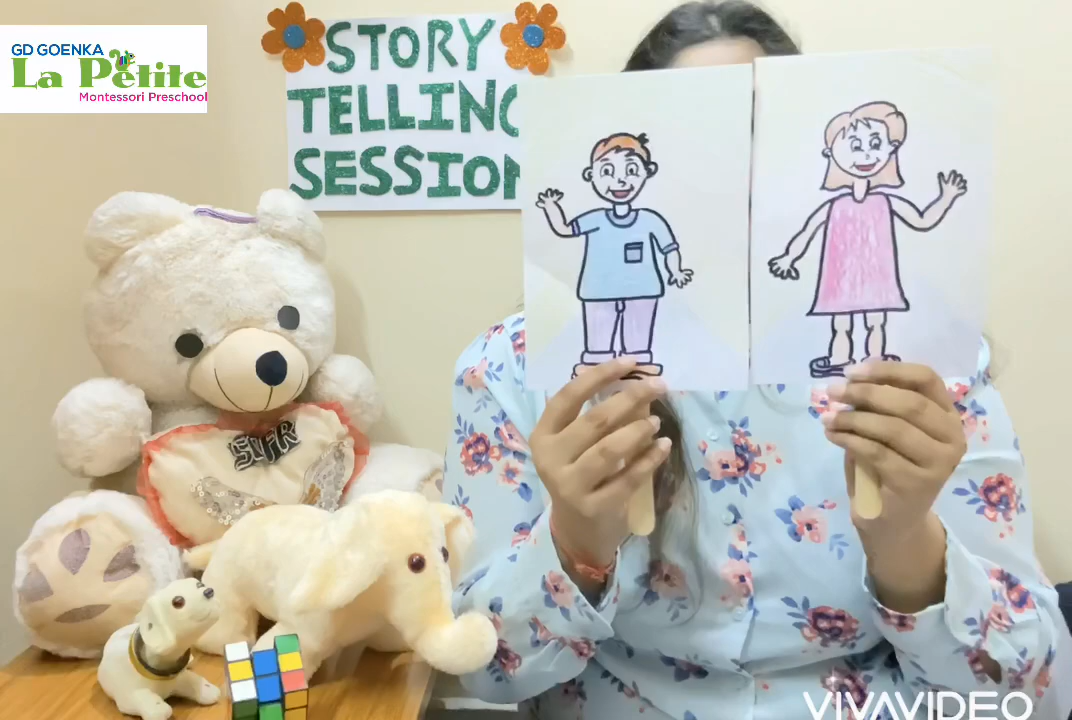 GD GOENKA
La Petite
Montessori Preschool
STORY
TELLING
SESSION
VIVAVIDEO